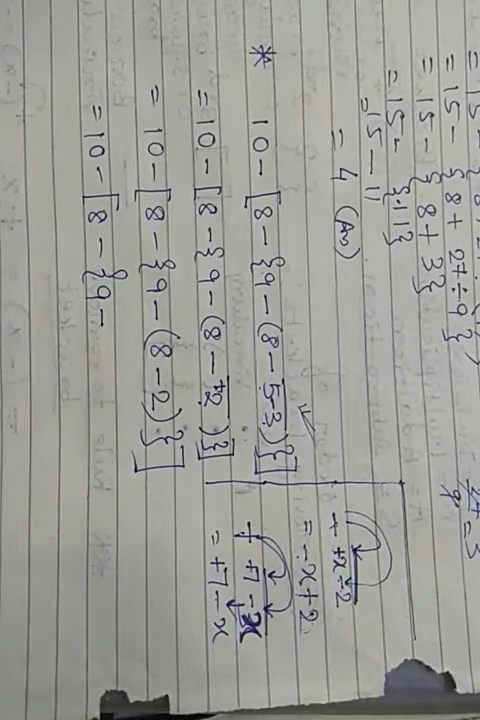 = 15 - { 8 + 27 ÷ 9 }
= 15 - { 8 + 3 }
= 15 - { 11 }
= 15 - 11
= 4 (Ans)
* 10 - [8 - {9 - (8 - 5-3)}]
= 10 - [8 - {9 - (8 - +2)}]
= 10 - [8 - {9 - (8 - 2)}]
= 10 - [8 - {9 -
27/9 = 3
= - x + 2
= +7 - x